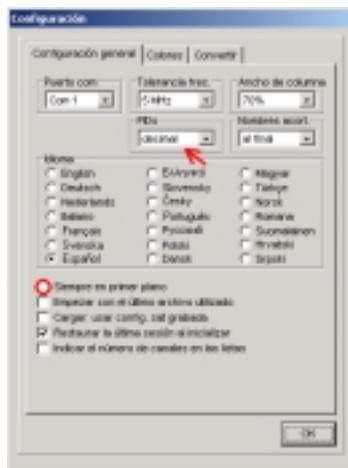 Configuración
Configuración general Colores Convertir
Puerto com Tolerancia frec. Ancho de columna
Com 1 5 MHz 70%
PIDs Nombres acort.
decimal al final
Idioma
English Ελληνικά Magyar
Deutsch Slovensky Türkçe
Nederlands Česky Norsk
Italiano Português Romana
Français Русский Suomalainen
Svenska Polski Hrvatski
Español Dansk Srpski
Siempre en primer plano
Empezar con el último archivo utilizado
Cargar: usar config. sat grabada
Restaurar la última sesión al inicializar
Indicar el número de canales en las listas
OK